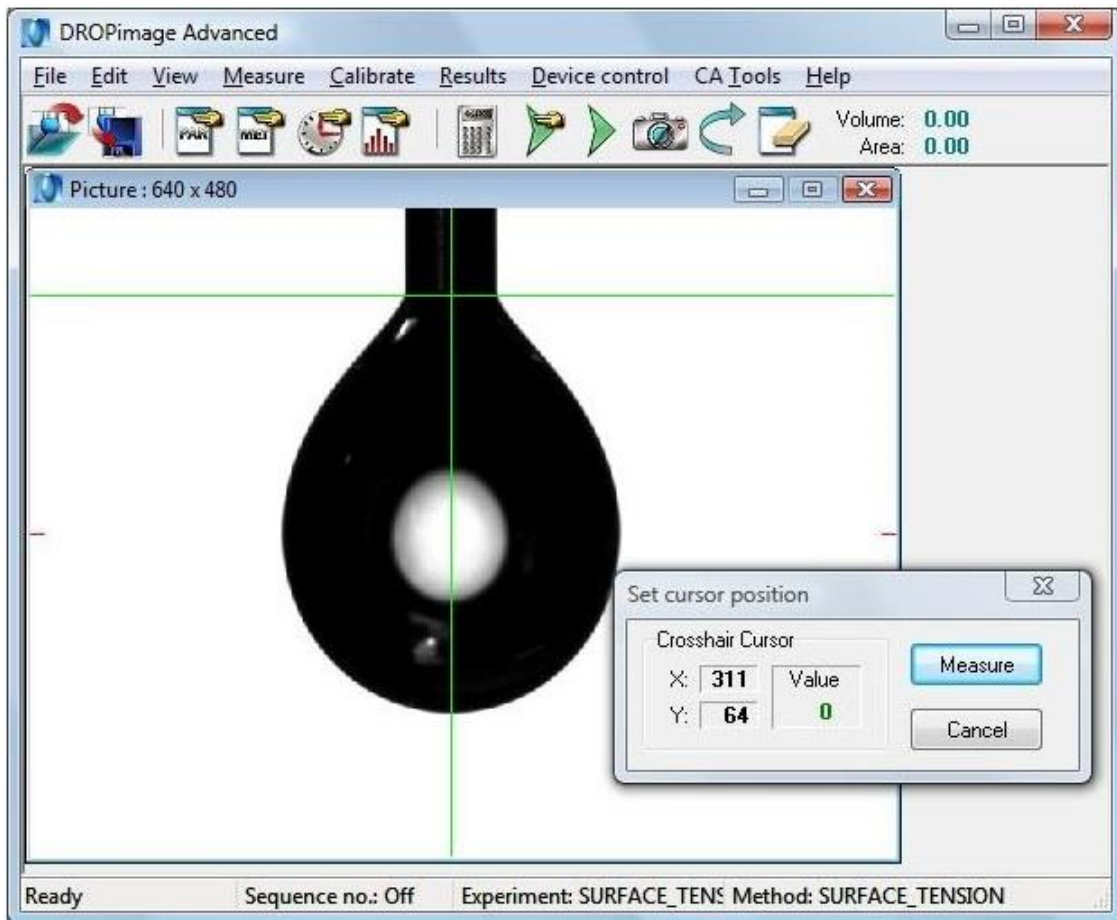 DROPimage Advanced
File Edit View Measure Calibrate Results Device control CA Tools Help
PAR MET Volume: 0.00
Area: 0.00
Picture : 640 x 480
Set cursor position
Crosshair Cursor
X: 311 Value Measure
Y: 64 0
Cancel
Ready Sequence no.: Off Experiment: SURFACE_TENS Method: SURFACE_TENSION